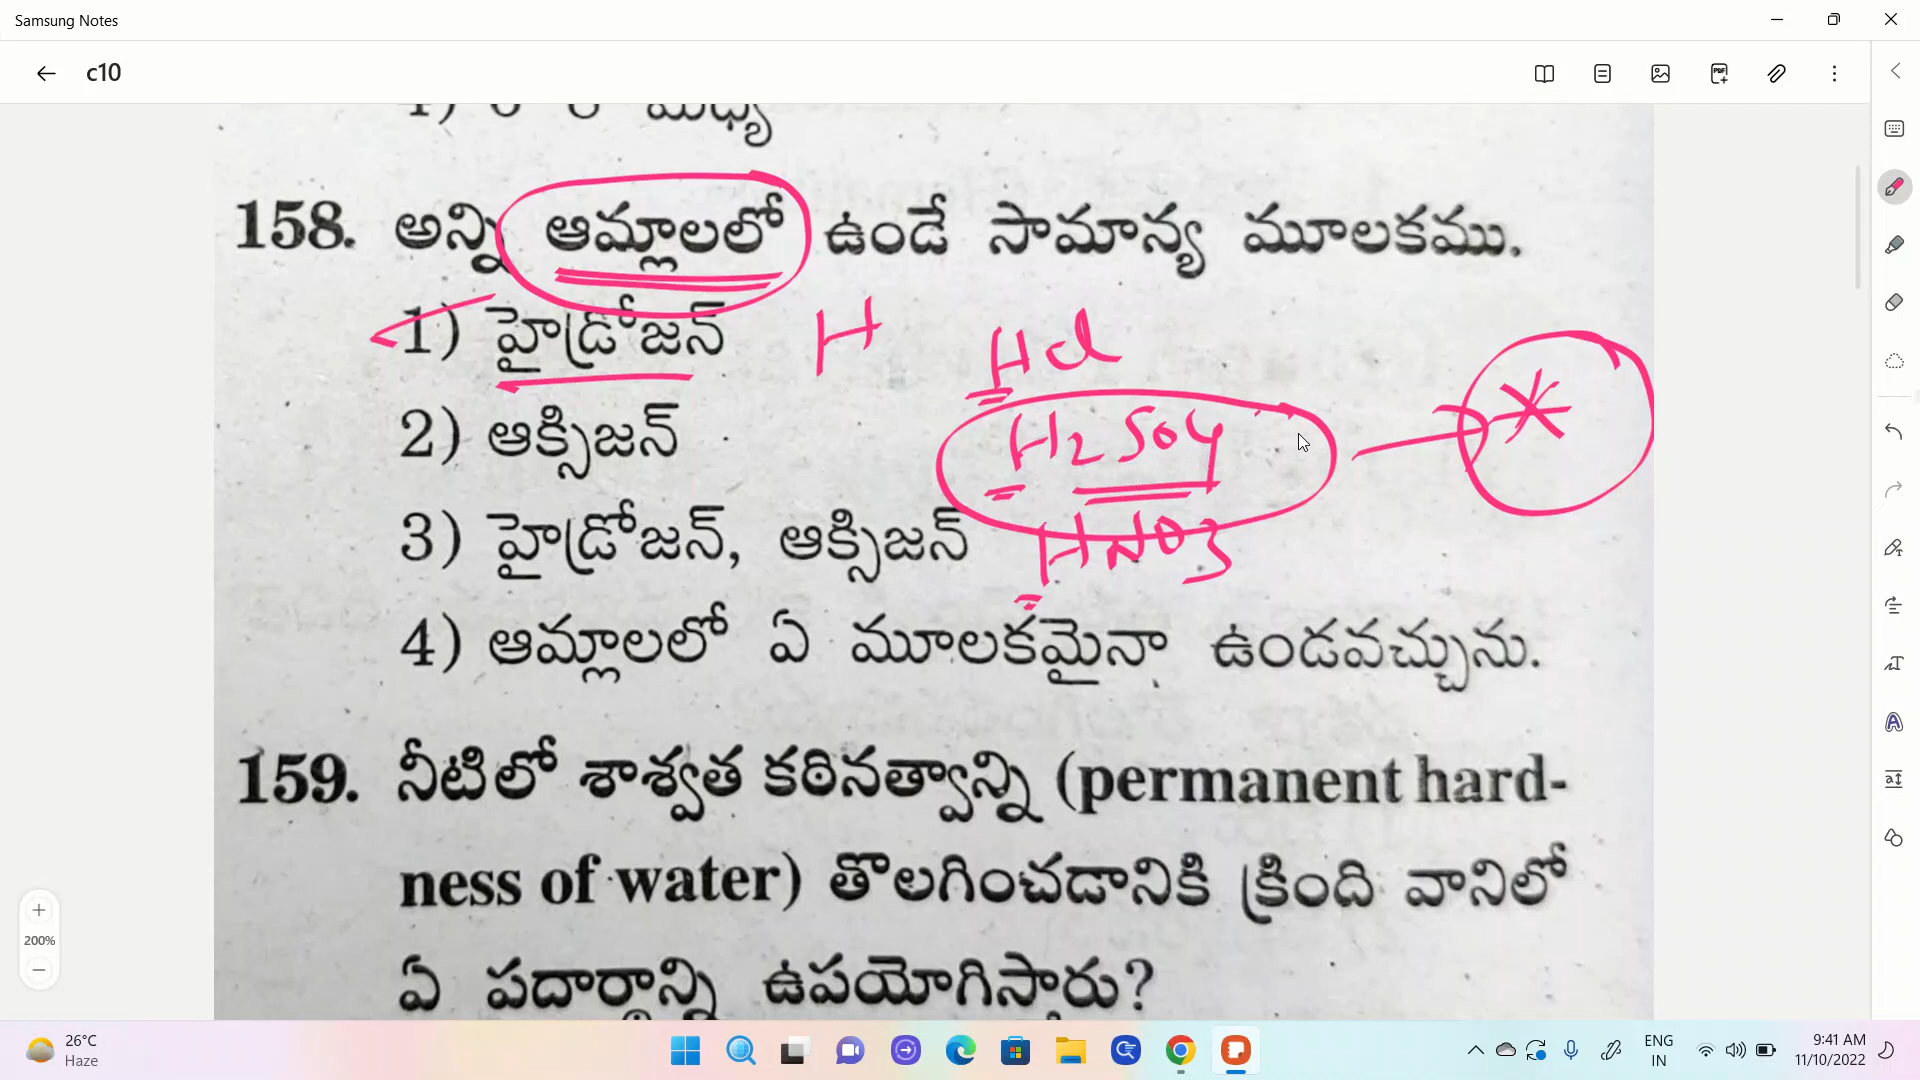 Samsung Notes
c10
158. అన్ని ఆమ్లాలలో ఉండే సామాన్య మూలకము.
1) హైడ్రోజన్ H HCl
2) ఆక్సిజన్ H2SO4
3) హైడ్రోజన్, ఆక్సిజన్ HNO3
4) ఆమ్లాలలో ఏ మూలకమైనా ఉండవచ్చును.
159. నీటిలో శాశ్వత కఠినత్వాన్ని (permanent hard-
ness of water) తొలగించడానికి క్రింది వానిలో
ఏ పదార్థాన్ని ఉపయోగిస్తారు?
200%
26°C
Haze
ENG
IN
9:41 AM
11/10/2022